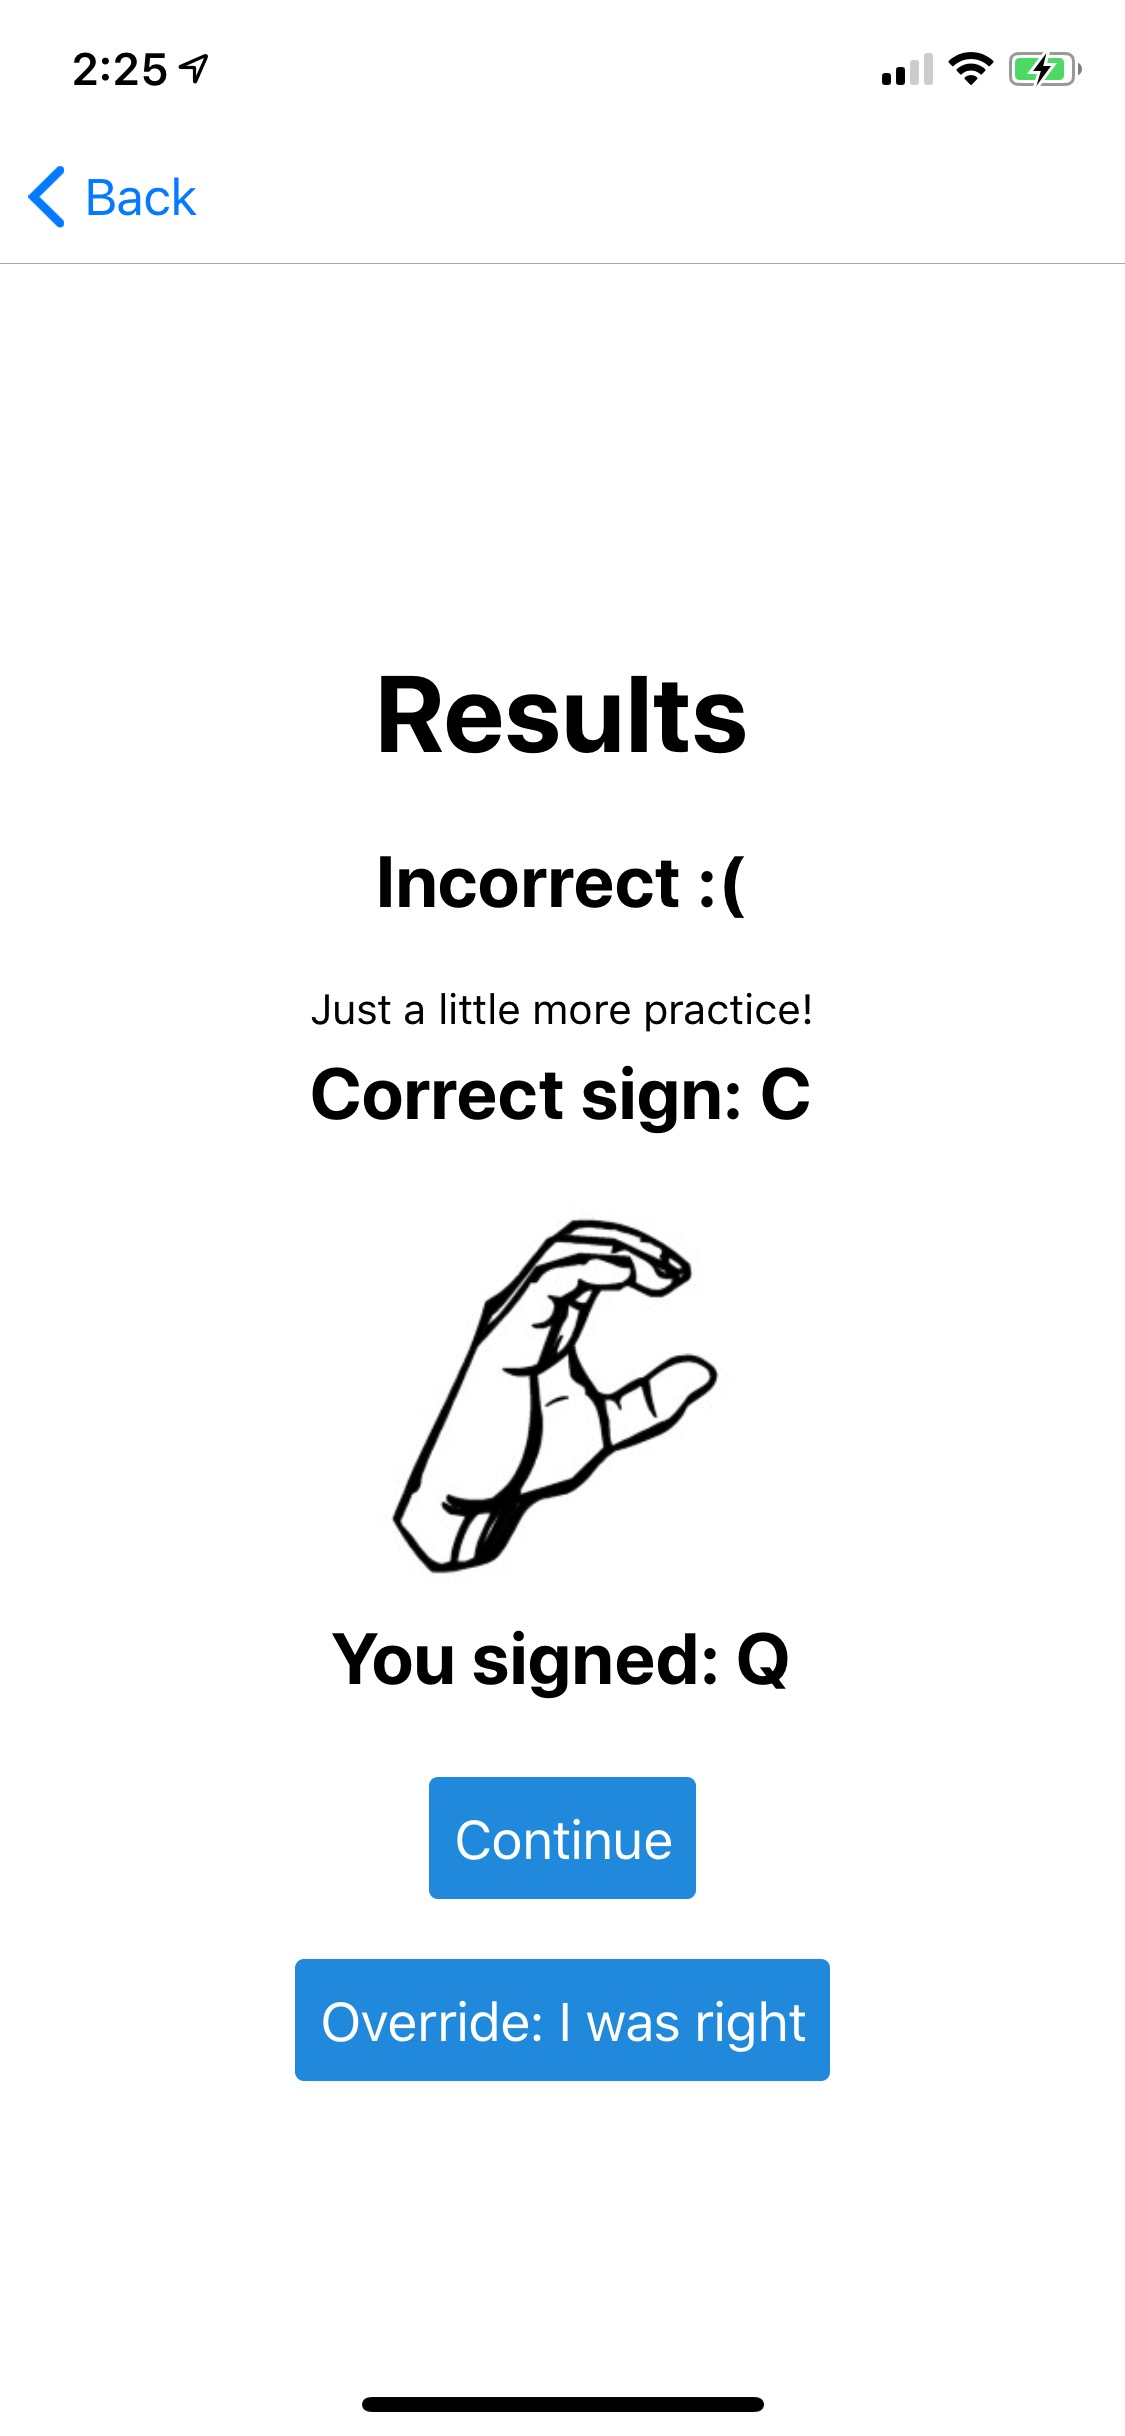 2:25
Back
Results
Incorrect :(
Just a little more practice!
Correct sign: C
You signed: Q
Continue
Override: I was right